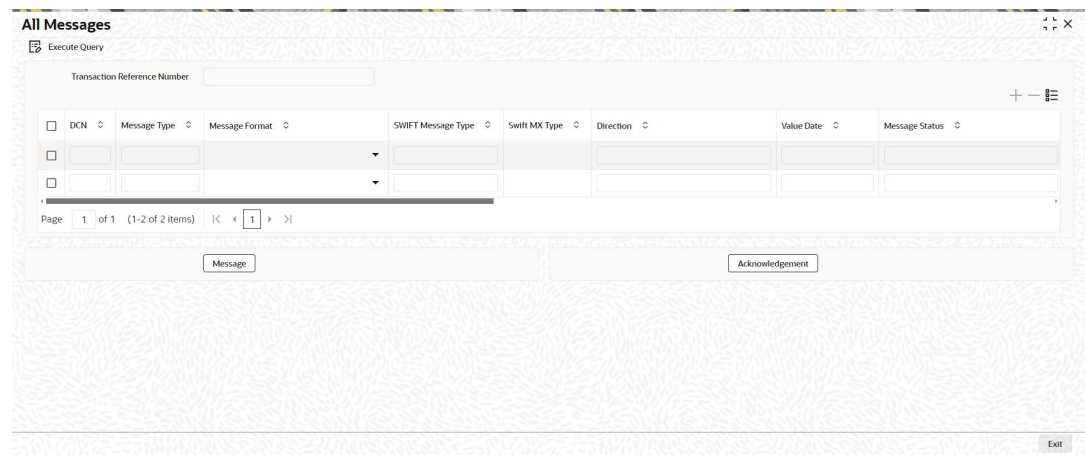 All Messages
Execute Query
Transaction Reference Number
DCN Message Type Message Format SWIFT Message Type Swift MX Type Direction Value Date Message Status
Page 1 of 1 (1-2 of 2 items) 1
Message Acknowledgement
Exit